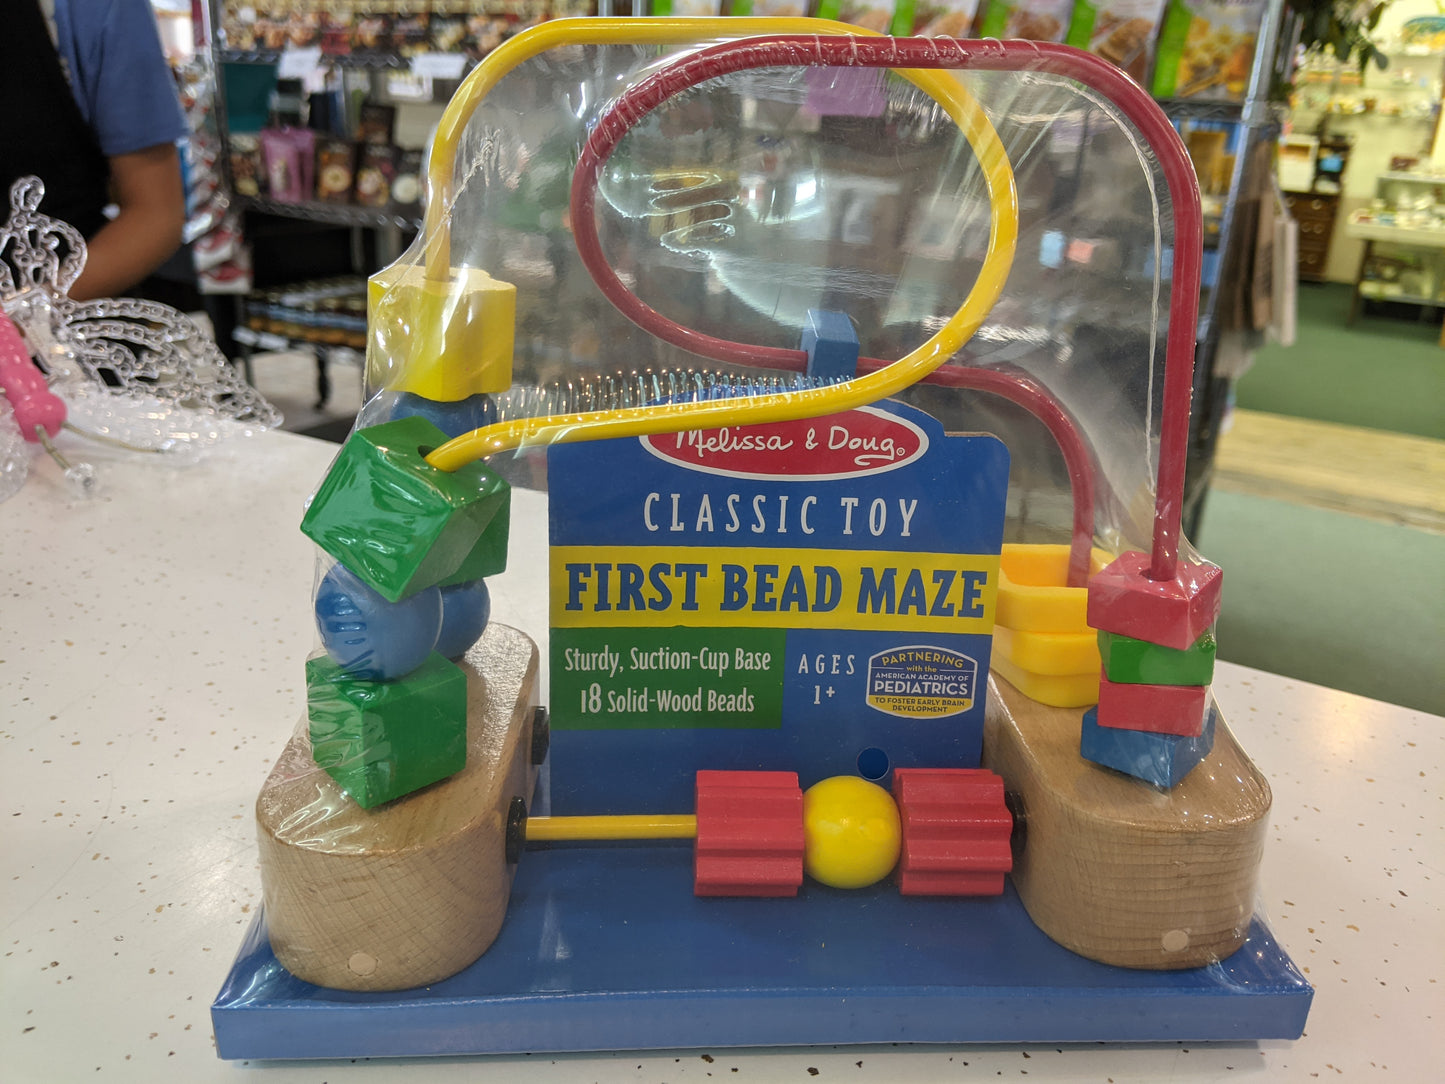 Melissa & Doug®
CLASSIC TOY
FIRST BEAD MAZE
Sturdy, Suction-Cup Base
18 Solid-Wood Beads
AGES
1+
PARTNERING
with the
AMERICAN ACADEMY OF
PEDIATRICS
TO FOSTER EARLY BRAIN
DEVELOPMENT